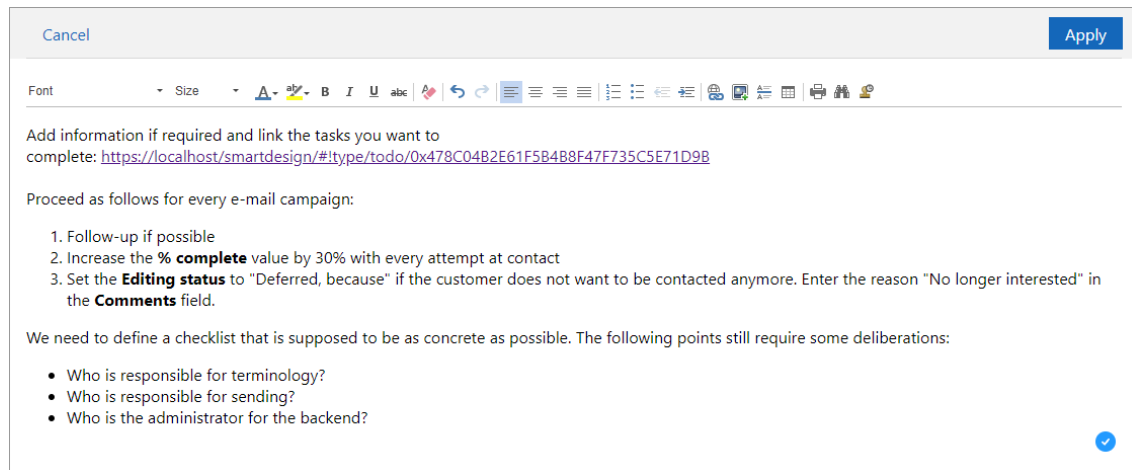 Cancel
Apply
Font Size A ab B I U abc
Add information if required and link the tasks you want to
complete: https://localhost/smartdesign/#!type/todo/0x478C04B2E61F5B4B8F47F735C5E71D9B
Proceed as follows for every e-mail campaign:
1. Follow-up if possible
2. Increase the % complete value by 30% with every attempt at contact
3. Set the Editing status to "Deferred, because" if the customer does not want to be contacted anymore. Enter the reason "No longer interested" in
the Comments field.
We need to define a checklist that is supposed to be as concrete as possible. The following points still require some deliberations:
• Who is responsible for terminology?
• Who is responsible for sending?
• Who is the administrator for the backend?